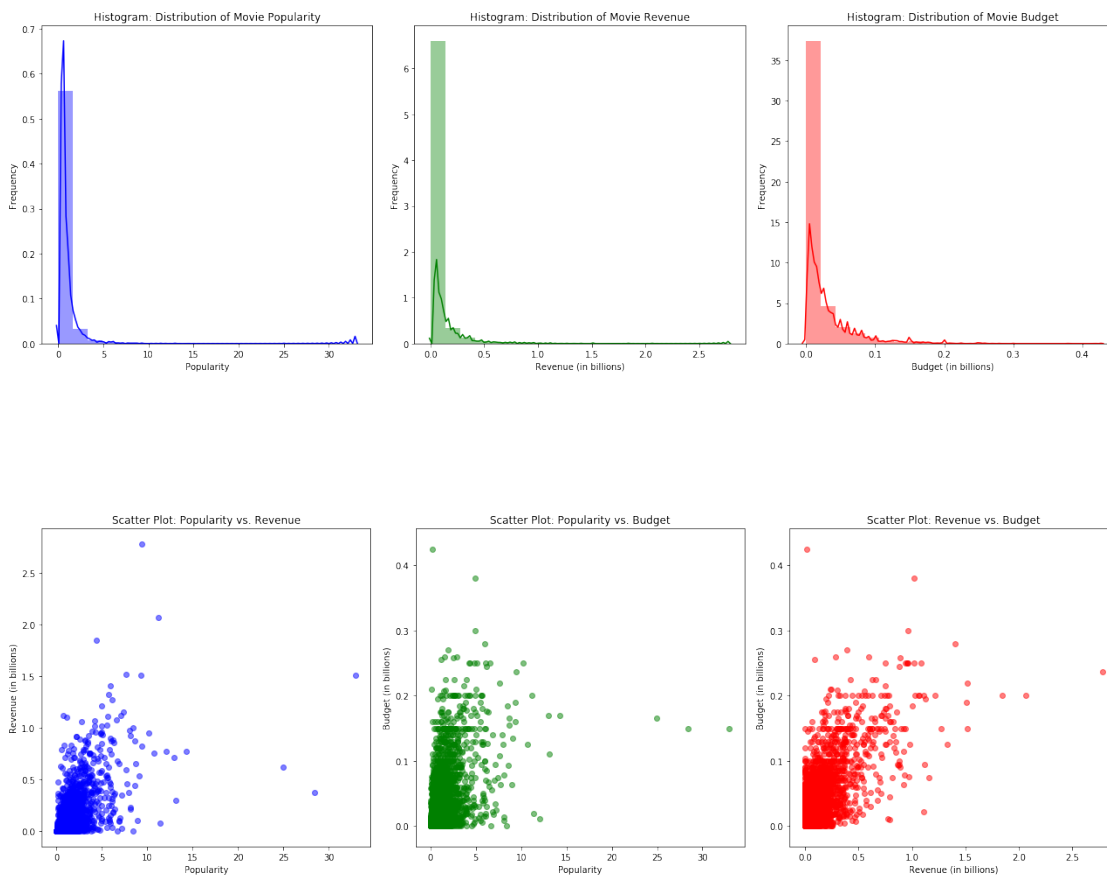 Histogram: Distribution of Movie Popularity
0.7
0.6
0.5
0.4
0.3
0.2
0.1
0.0
Frequency
0 5 10 15 20 25 30
Popularity
Histogram: Distribution of Movie Revenue
6
5
4
3
2
1
0
Frequency
0.0 0.5 1.0 1.5 2.0 2.5
Revenue (in billions)
Histogram: Distribution of Movie Budget
35
30
25
20
15
10
5
0
Frequency
0.0 0.1 0.2 0.3 0.4
Budget (in billions)
Scatter Plot: Popularity vs. Revenue
2.5
2.0
1.5
1.0
0.5
0.0
Revenue (in billions)
0 5 10 15 20 25 30
Popularity
Scatter Plot: Popularity vs. Budget
0.4
0.3
0.2
0.1
0.0
Budget (in billions)
0 5 10 15 20 25 30
Popularity
Scatter Plot: Revenue vs. Budget
0.4
0.3
0.2
0.1
0.0
Budget (in billions)
0.0 0.5 1.0 1.5 2.0 2.5
Revenue (in billions)